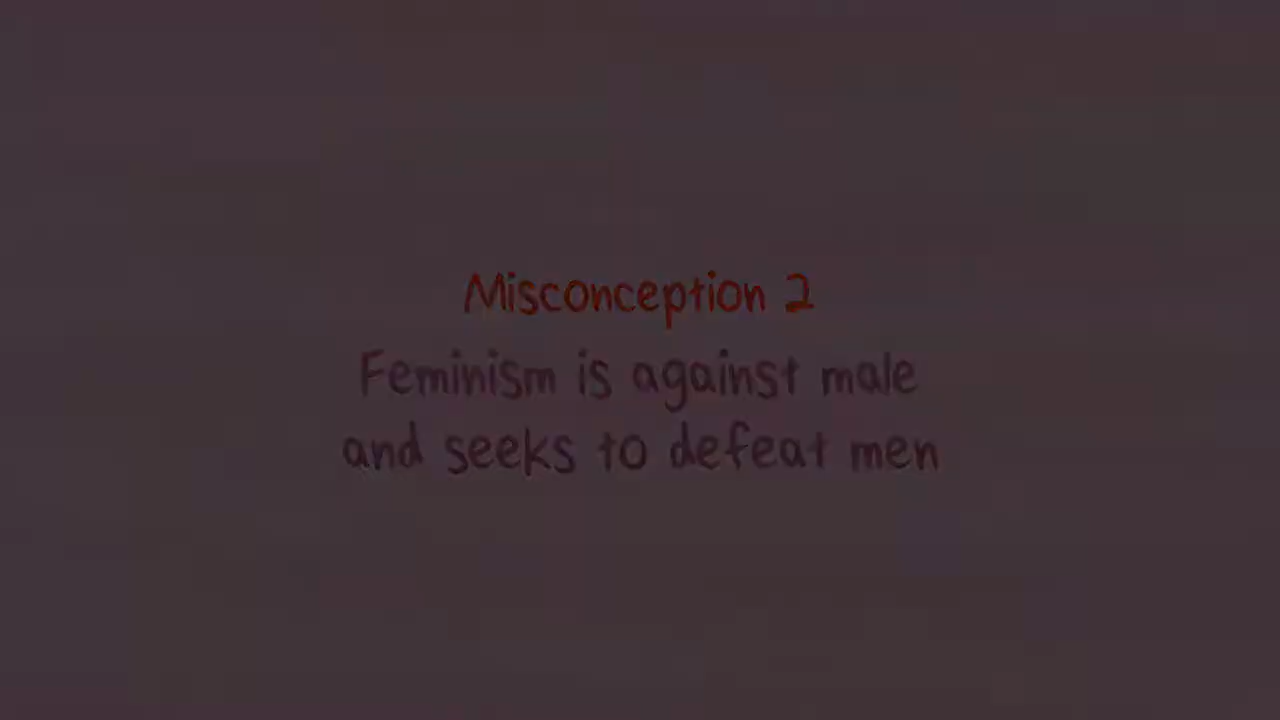 Misconception 2
Feminism is against male
and seeks to defeat men